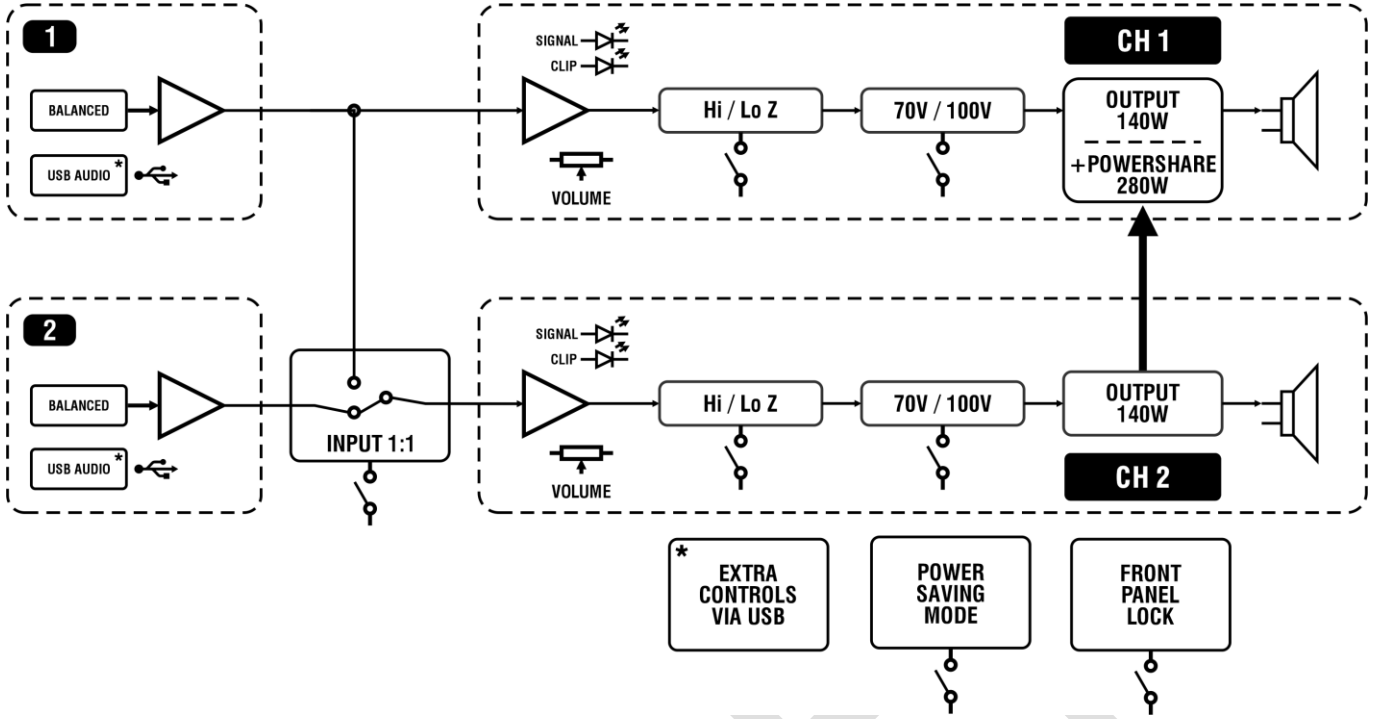 1
BALANCED
USB AUDIO *
SIGNAL
CLIP
VOLUME
Hi / Lo Z
70V / 100V
CH 1
OUTPUT
140W
+POWERSHARE
280W
2
BALANCED
USB AUDIO *
INPUT 1:1
SIGNAL
CLIP
VOLUME
Hi / Lo Z
70V / 100V
OUTPUT
140W
CH 2
*
EXTRA
CONTROLS
VIA USB
POWER
SAVING
MODE
FRONT
PANEL
LOCK